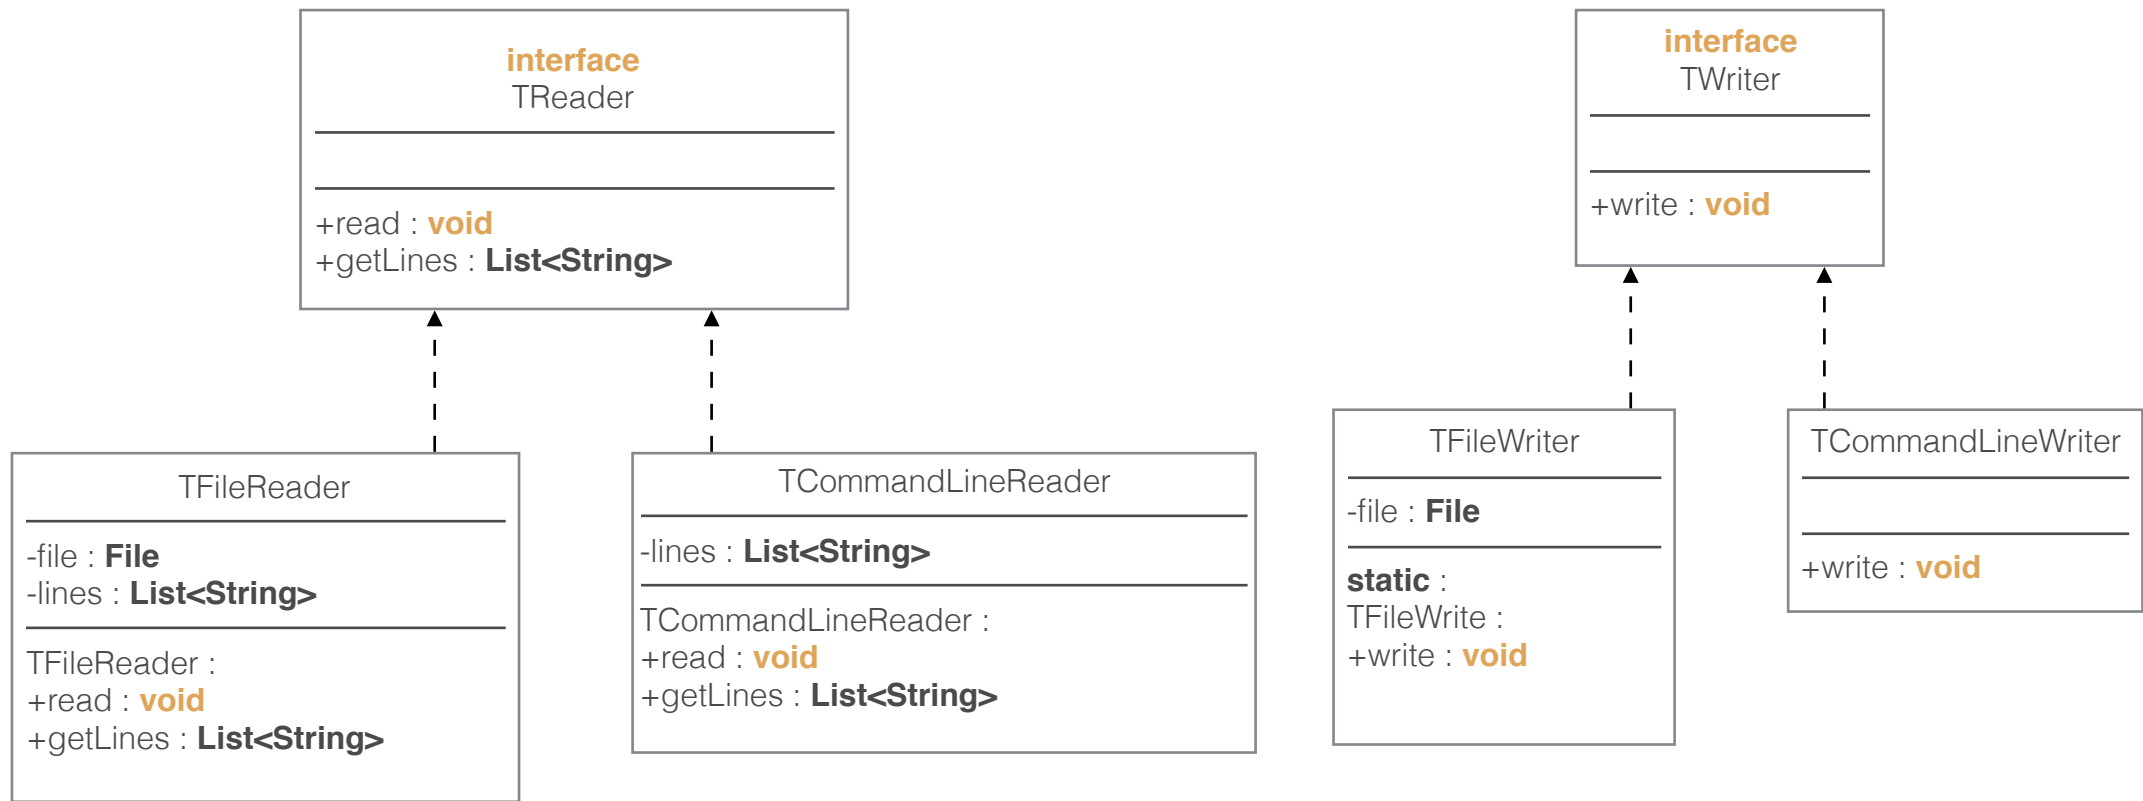 interface
TReader
+read : void
+getLines : List<String>
interface
TWriter
+write : void
TFileReader
-file : File
-lines : List<String>
TFileReader :
+read : void
+getLines : List<String>
TCommandLineReader
-lines : List<String>
TCommandLineReader :
+read : void
+getLines : List<String>
TFileWriter
-file : File
static :
TFileWrite :
+write : void
TCommandLineWriter
+write : void